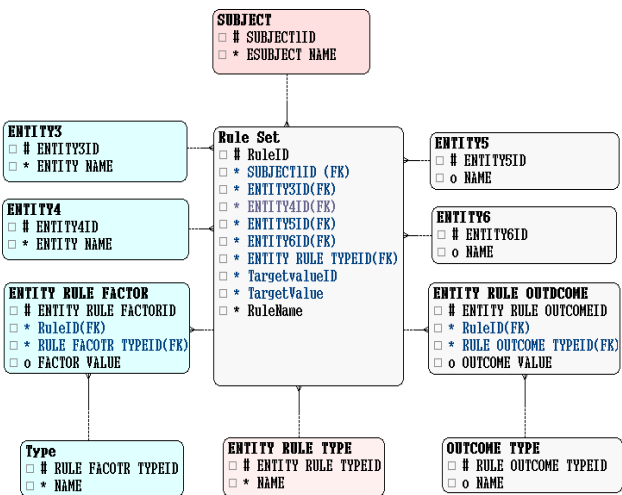 SUBJECT
# SUBJECT1ID
* ESUBJECT NAME
ENTITY3
# ENTITY3ID
* ENTITY NAME
Rule Set
# RuleID
* SUBJECT1ID (FK)
* ENTITY3ID(FK)
* ENTITY4ID(FK)
* ENTITY5ID(FK)
* ENTITY6ID(FK)
* ENTITY RULE TYPEID(FK)
* TargetvalueID
* TargetValue
* RuleName
ENTITY5
# ENTITY5ID
o NAME
ENTITY4
# ENTITY4ID
* ENTITY NAME
ENTITY6
# ENTITY6ID
o NAME
ENTITY RULE FACTOR
# ENTITY RULE FACTORID
* RuleID(FK)
* RULE FACOTR TYPEID(FK)
o FACTOR VALUE
ENTITY RULE OUTDCOME
# ENTITY RULE OUTCOMEID
* RuleID(FK)
* RULE OUTCOME TYPEID(FK)
o OUTCOME VALUE
Type
# RULE FACOTR TYPEID
* NAME
ENTITY RULE TYPE
# ENTITY RULE TYPEID
* NAME
OUTCOME TYPE
# RULE OUTCOME TYPEID
o NAME